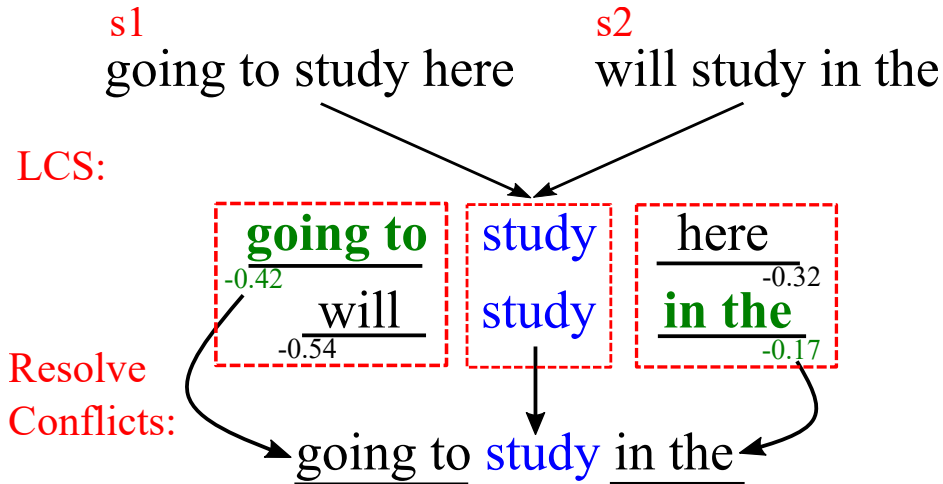 s1 s2
going to study here will study in the
LCS:
going to study here
-0.42 -0.32
will study in the
-0.54 -0.17
Resolve
Conflicts:
going to study in the